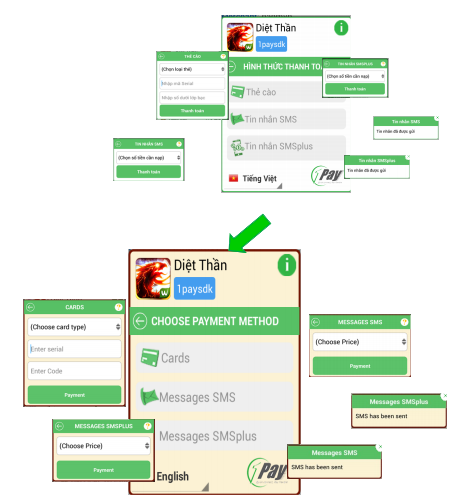 Diệt Thần
1paysdk
HÌNH THỨC THANH TO
Thẻ cào
Tin nhắn SMS
Tin nhắn SMSplus
Tiếng Việt
Pay
THẺ CÀO
(Chọn loại thẻ)
Nhập mã Serial
Nhập số dưới lớp bạc
Thanh toán
TIN NHẮN SMSPLUS
(Chọn số tiền cần nạp)
Thanh toán
TIN NHẮN SMS
(Chọn số tiền cần nạp)
Thanh toán
Tin nhắn SMS
Tin nhắn đã được gửi
Tin nhắn SMSplus
Tin nhắn đã được gửi
Diệt Thần
1paysdk
CHOOSE PAYMENT METHOD
Cards
Messages SMS
Messages SMSplus
English
Pay
CARDS
(Choose card type)
Enter serial
Enter Code
Payment
MESSAGES SMS
(Choose Price)
Payment
MESSAGES SMSPLUS
(Choose Price)
Payment
Messages SMSplus
SMS has been sent
Messages SMS
SMS has been sent